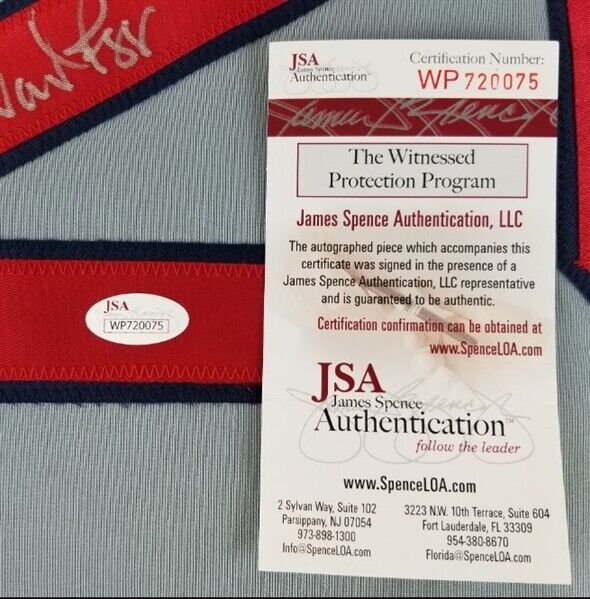 JSA
James Spence
Authentication™
Certification Number:
WP 720075
The Witnessed
Protection Program
James Spence Authentication, LLC
The autographed piece which accompanies this
certificate was signed in the presence of a
James Spence Authentication, LLC representative
and is guaranteed to be authentic.
Certification confirmation can be obtained at
www.SpenceLOA.com
JSA
James Spence
Authentication™
follow the leader
www.SpenceLOA.com
2 Sylvan Way, Suite 102
Parsippany, NJ 07054
973-898-1300
Info@SpenceLOA.com
3223 N.W. 10th Terrace, Suite 604
Fort Lauderdale, FL 33309
954-380-8670
Florida@SpenceLOA.com
JSA
WP720075